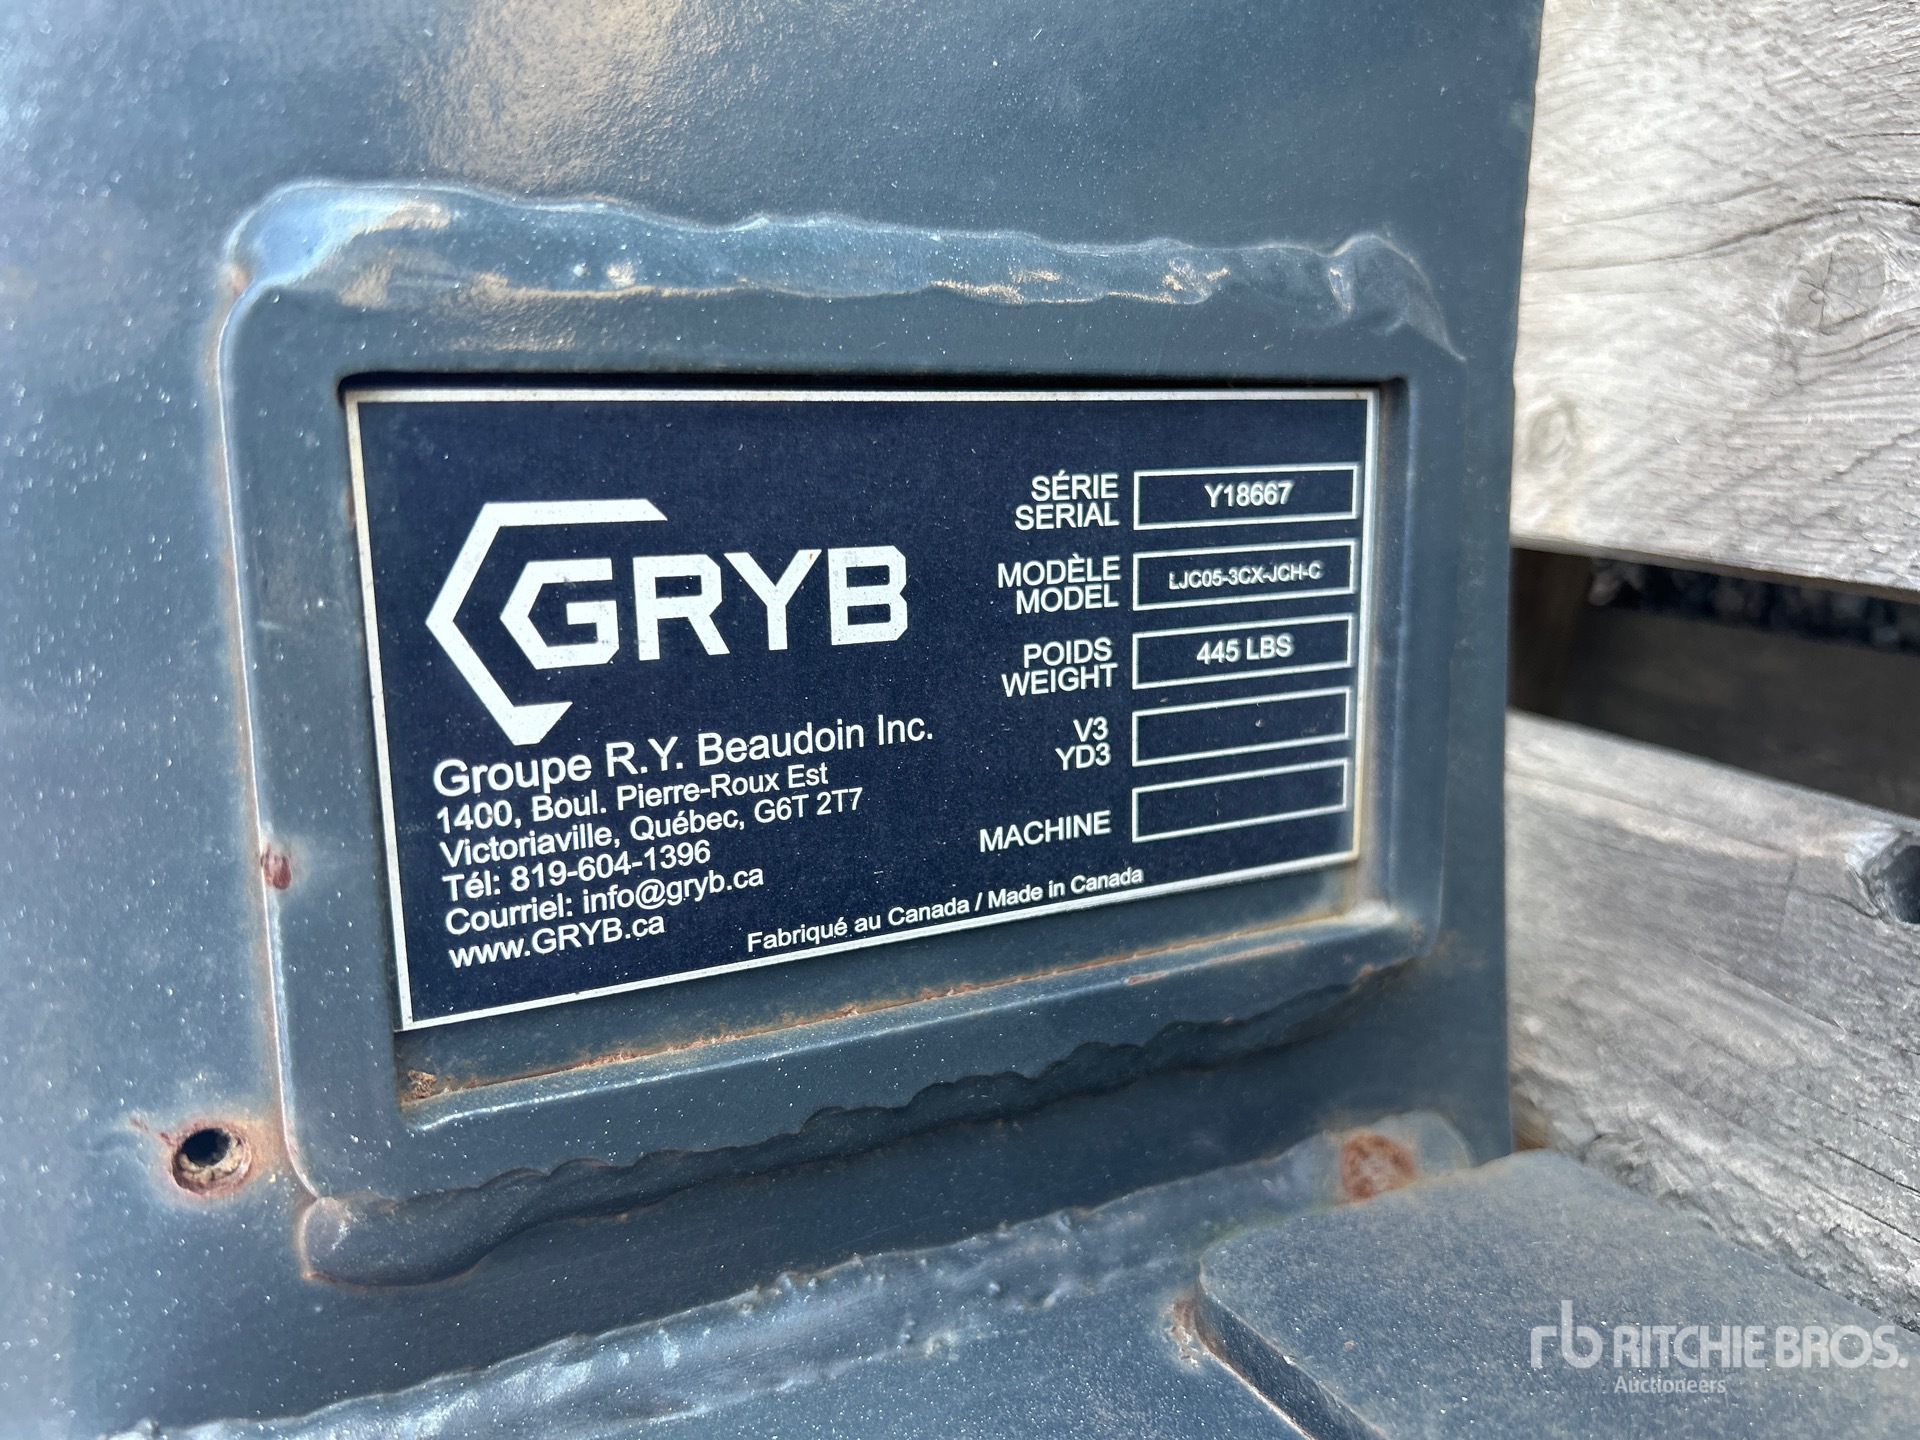 GRYB
Groupe R.Y. Beaudoin Inc.
1400, Boul. Pierre-Roux Est
Victoriaville, Québec, G6T 2T7
Tél: 819-604-1396
Courriel: info@gryb.ca
www.GRYB.ca
SÉRIE
SERIAL
Y18667
MODÈLE
MODEL
LJC05-3CX-JCH-C
POIDS
WEIGHT
445 LBS
V3
YD3
MACHINE
Fabriqué au Canada / Made in Canada
rb RITCHIE BROS.
Auctioneers